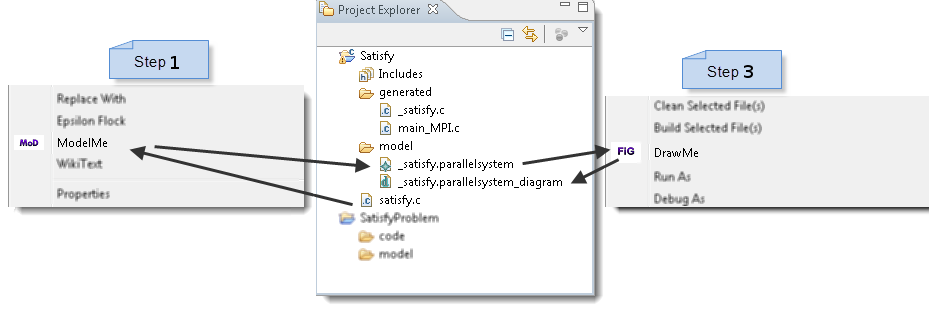 Step 1
Replace With
Epsilon Flock
MoD ModelMe
WikiText
Properties
Project Explorer
Satisfy
Includes
generated
_satisfy.c
main_MPI.c
model
_satisfy.parallelsystem
_satisfy.parallelsystem_diagram
satisfy.c
SatisfyProblem
code
model
Step 3
Clean Selected File(s)
Build Selected File(s)
FiG DrawMe
Run As
Debug As